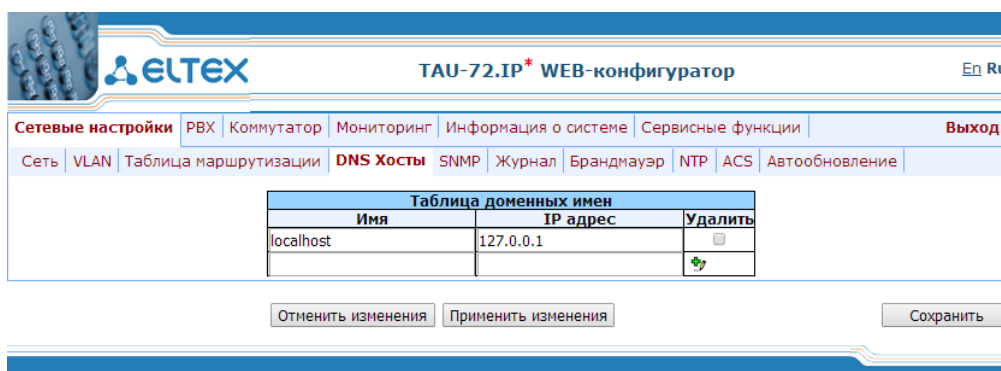 ELTEX
TAU-72.IP* WEB-конфигуратор
En Ru
Сетевые настройки PBX Коммутатор Мониторинг Информация о системе Сервисные функции Выход
Сеть VLAN Таблица маршрутизации DNS Хосты SNMP Журнал Брандмауэр NTP ACS Автообновление
Таблица доменных имен
Имя IP адрес Удалить
localhost 127.0.0.1
Отменить изменения Применить изменения Сохранить